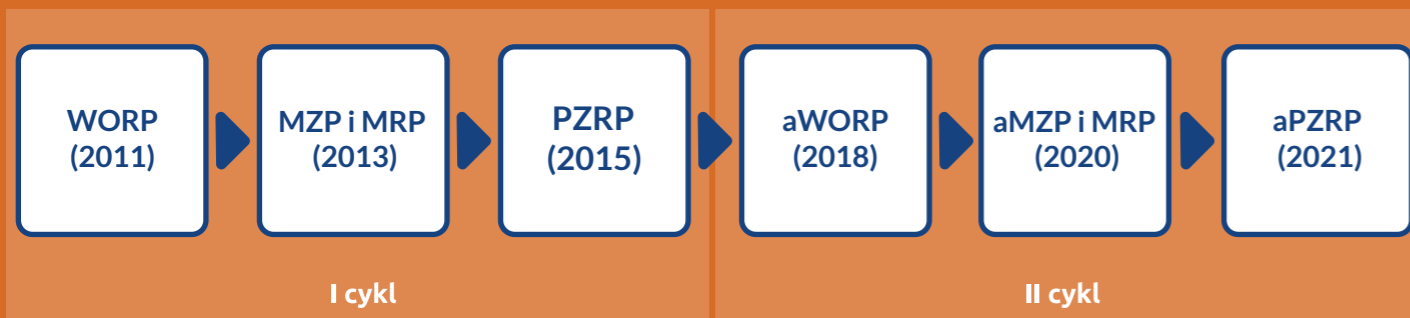 WORP
(2011)
MZP i MRP
(2013)
PZRP
(2015)
aWORP
(2018)
aMZP i MRP
(2020)
aPZRP
(2021)
I cykl
II cykl